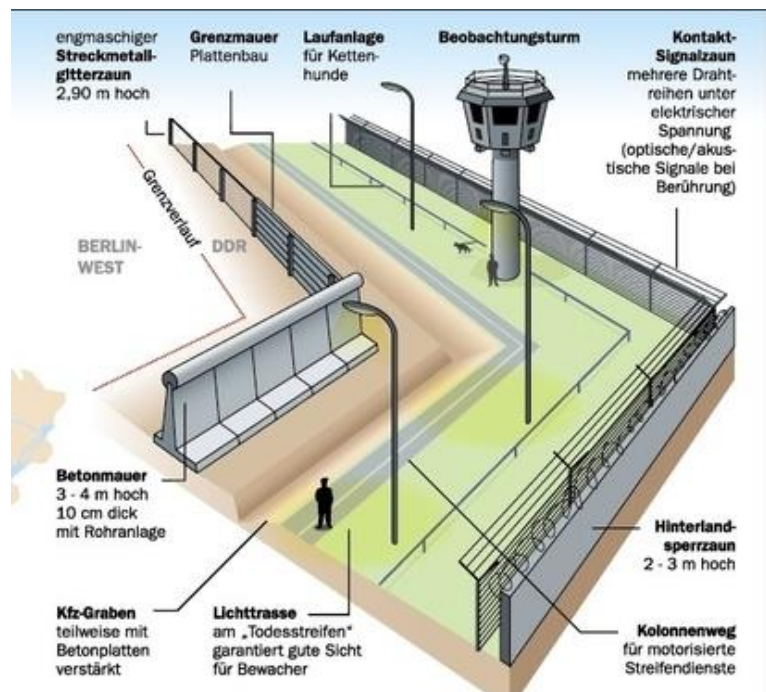 engmaschiger
Streckmetall-
gitterzaun
2,90 m hoch
Grenzmauer
Plattenbau
Laufanlage
für Ketten-
hunde
Beobachtungsturm
Kontakt-
Signalzaun
mehrere Draht-
reihen unter
elektrischer
Spannung
(optische/akus-
tische Signale bei
Berührung)
Grenzverlauf
BERLIN-
WEST
DDR
Betonmauer
3 - 4 m hoch
10 cm dick
mit Rohranlage
Hinterland-
sperrzaun
2 - 3 m hoch
Kfz-Graben
teilweise mit
Betonplatten
verstärkt
Lichttrasse
am „Todesstreifen“
garantiert gute Sicht
für Bewacher
Kolonnenweg
für motorisierte
Streifendienste